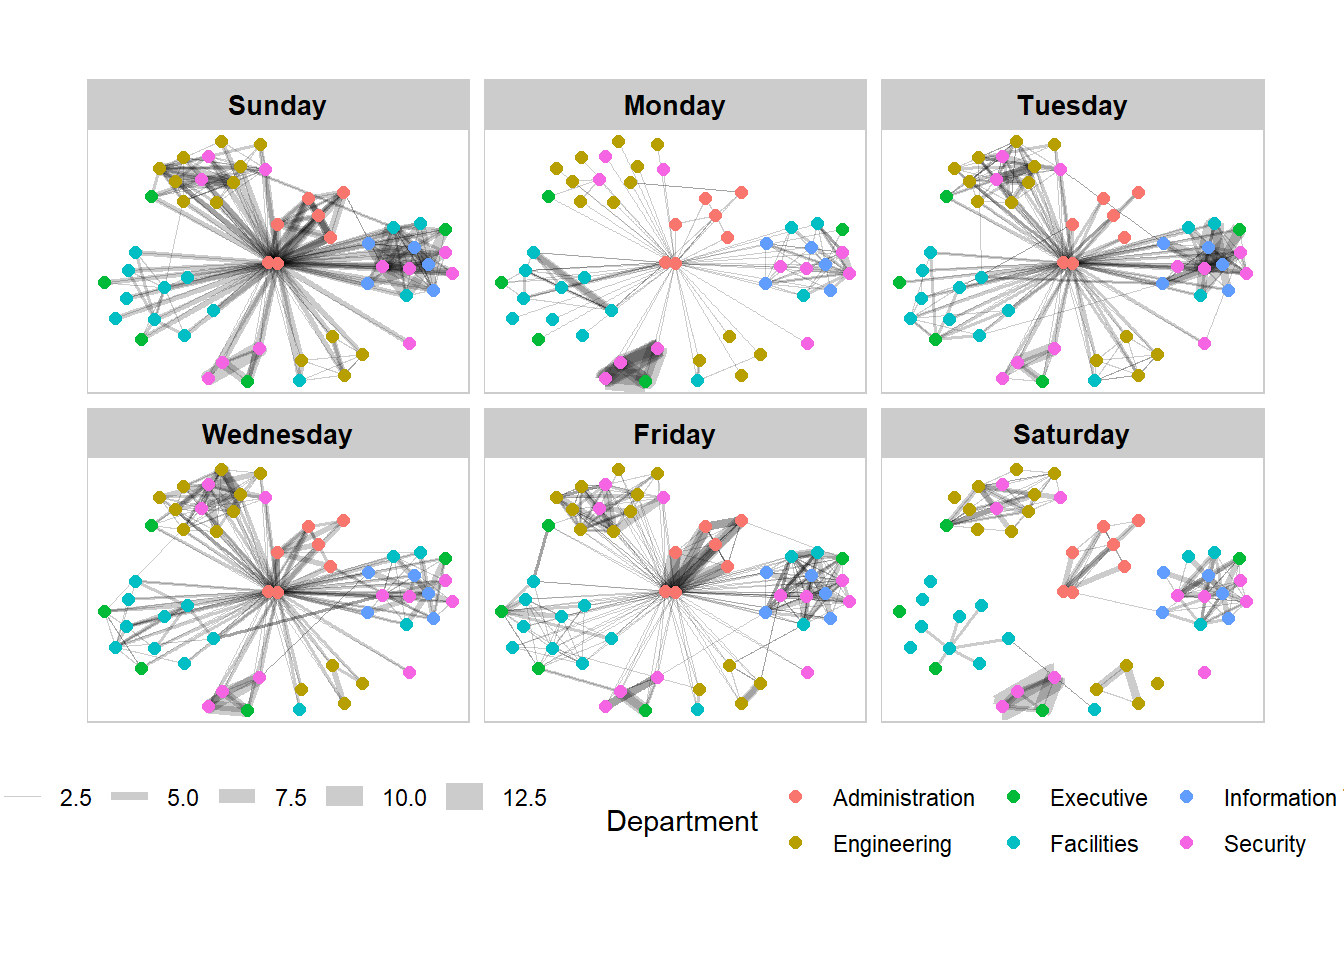 Sunday
Monday
Tuesday
Wednesday
Friday
Saturday
2.5 5.0 7.5 10.0 12.5
Department
Administration Executive Information
Engineering Facilities Security